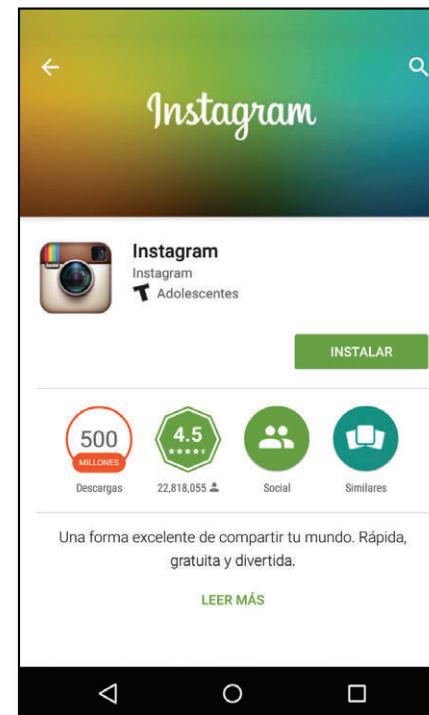 Instagram
Instagram
Instagram
T Adolescentes
INSTALAR
500
MILLONES
Descargas
4.5
22,818,055
Social
Similares
Una forma excelente de compartir tu mundo. Rápida,
gratuita y divertida.
LEER MÁS